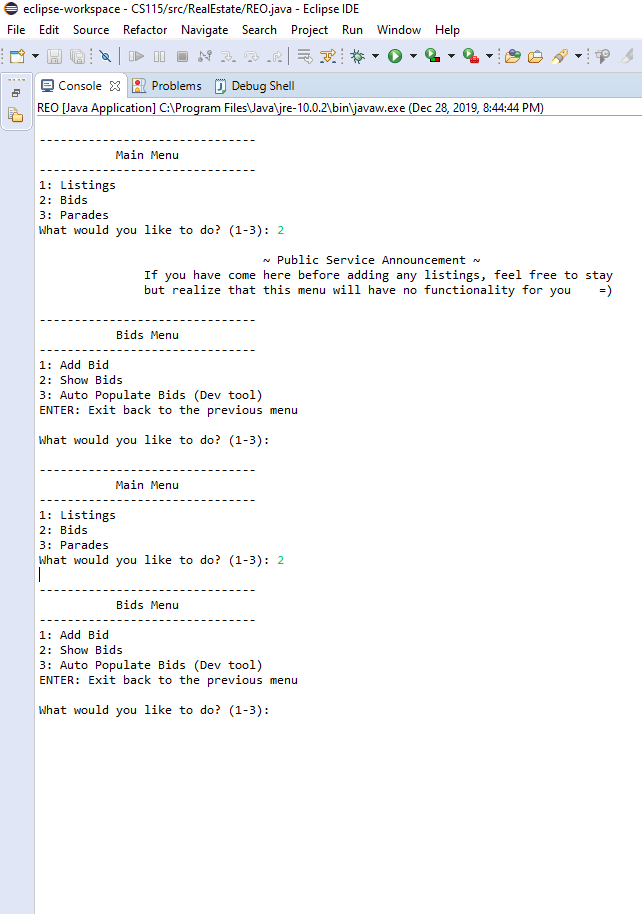 eclipse-workspace - CS115/src/RealEstate/REO.java - Eclipse IDE
File Edit Source Refactor Navigate Search Project Run Window Help
Console Problems Debug Shell
REO [Java Application] C:\Program Files\Java\jre-10.0.2\bin\javaw.exe (Dec 28, 2019, 8:44:44 PM)
-------------------------------
Main Menu
-------------------------------
1: Listings
2: Bids
3: Parades
What would you like to do? (1-3): 2
~ Public Service Announcement ~
If you have come here before adding any listings, feel free to stay
but realize that this menu will have no functionality for you =)
-------------------------------
Bids Menu
-------------------------------
1: Add Bid
2: Show Bids
3: Auto Populate Bids (Dev tool)
ENTER: Exit back to the previous menu
What would you like to do? (1-3):
-------------------------------
Main Menu
-------------------------------
1: Listings
2: Bids
3: Parades
What would you like to do? (1-3): 2
-------------------------------
Bids Menu
-------------------------------
1: Add Bid
2: Show Bids
3: Auto Populate Bids (Dev tool)
ENTER: Exit back to the previous menu
What would you like to do? (1-3):